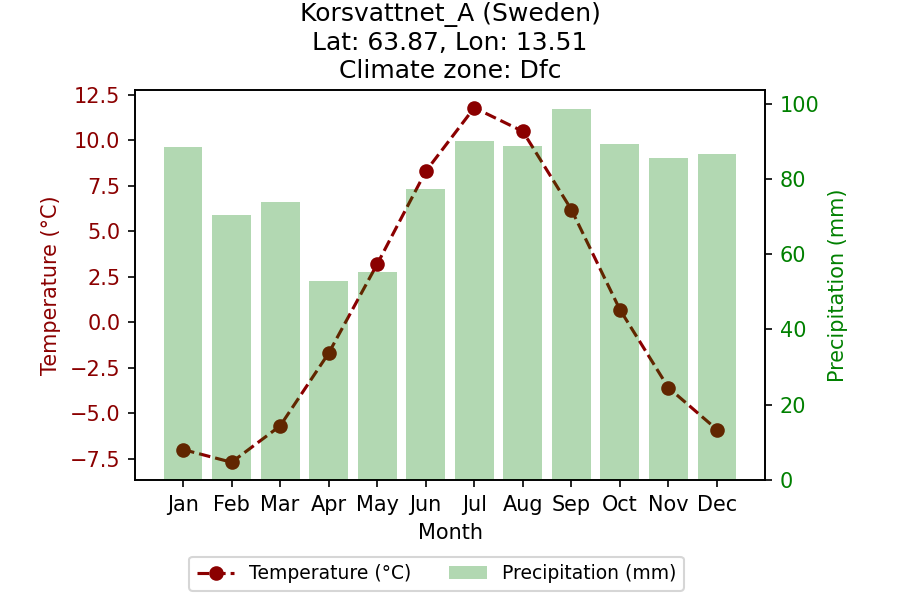 Korsvattnet_A (Sweden)
Lat: 63.87, Lon: 13.51
Climate zone: Dfc
12.5
10.0
7.5
5.0
2.5
0.0
−2.5
−5.0
−7.5
Temperature (°C)
100
80
60
40
20
0
Precipitation (mm)
Jan Feb Mar Apr May Jun Jul Aug Sep Oct Nov Dec
Month
Temperature (°C) Precipitation (mm)